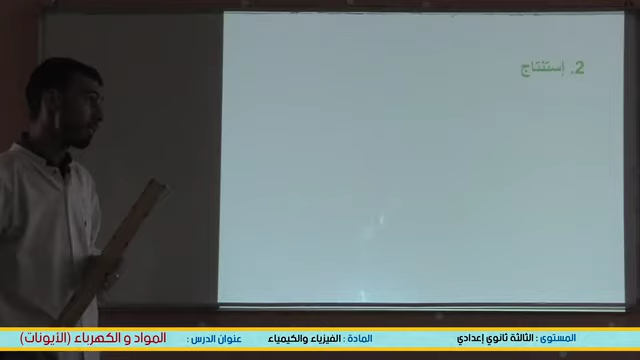 2. إستنتاج
المستوى : الثالثة ثانوي إعدادي
المادة : الفيزياء والكيمياء
عنوان الدرس : المواد و الكهرباء (الأيونات)